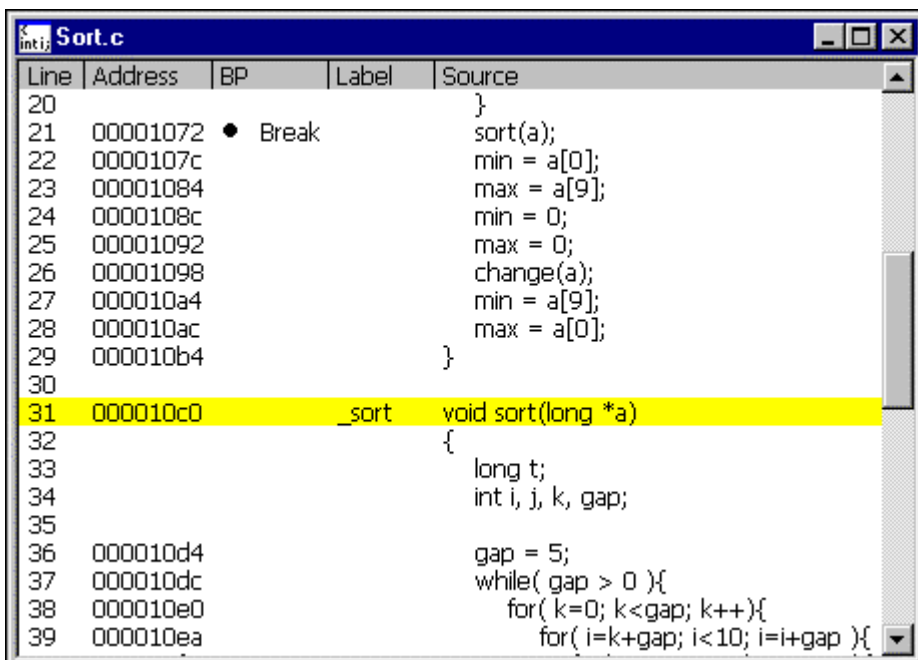 int i; Sort.c
Line Address BP Label Source
20 }
21 00001072 ● Break sort(a);
22 0000107c min = a[0];
23 00001084 max = a[9];
24 0000108c min = 0;
25 00001092 max = 0;
26 00001098 change(a);
27 000010a4 min = a[9];
28 000010ac max = a[0];
29 000010b4 }
30
31 000010c0 _sort void sort(long *a)
32 {
33 long t;
34 int i, j, k, gap;
35
36 000010d4 gap = 5;
37 000010dc while( gap > 0 ){
38 000010e0 for( k=0; k<gap; k++){
39 000010ea for( i=k+gap; i<10; i=i+gap ){